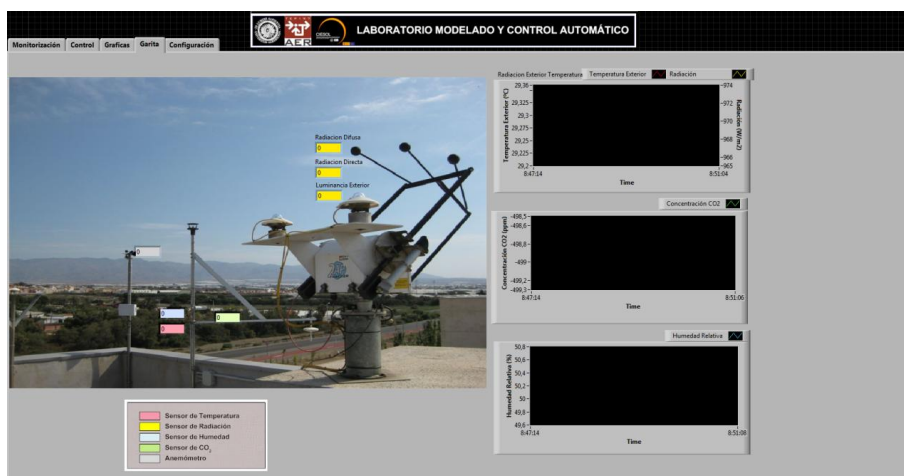 LABORATORIO MODELADO Y CONTROL AUTOMÁTICO
AER
CIESOL
Monitorización Control Graficas Garita Configuración
Radiacion Difusa
0
Radiacion Directa
0
Luminancia Exterior
0
0
0
0
0
Sensor de Temperatura
Sensor de Radiación
Sensor de Humedad
Sensor de CO2
Anemómetro
Radiacion Exterior Temperatura Temperatura Exterior Radiación
Temperatura Exterior (ºC)
29,36
29,325
29,3
29,275
29,25
29,225
29,2
974
972
970
968
966
965
Radiación (W/m2)
8:47:14 8:51:04
Time
Concentración CO2
Concentración CO2 (ppm)
-498,5
-498,6
-498,8
-499
-499,2
-499,3
8:47:14 8:51:06
Time
Humedad Relativa
Humedad Relativa (%)
50,8
50,6
50,4
50,2
50
49,8
49,6
8:47:14 8:51:06
Time